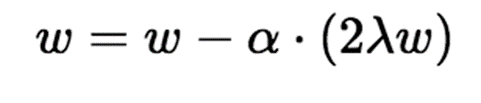 w = w − α · (2λw)